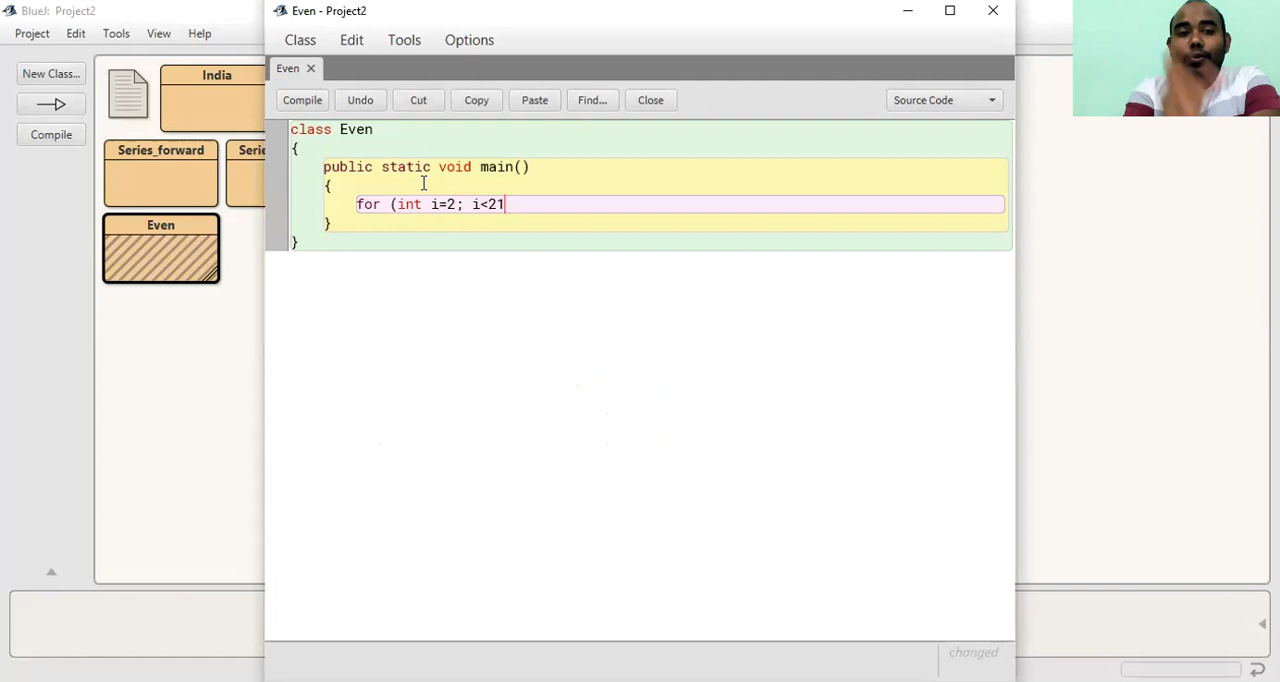 BlueJ: Project2
Project Edit Tools View Help
New Class...
Compile
India
Series_forward
Serie
Even
Even - Project2
Class Edit Tools Options
Even
Compile Undo Cut Copy Paste Find... Close Source Code
class Even
{
public static void main()
{
for (int i=2; i<21
}
}
changed